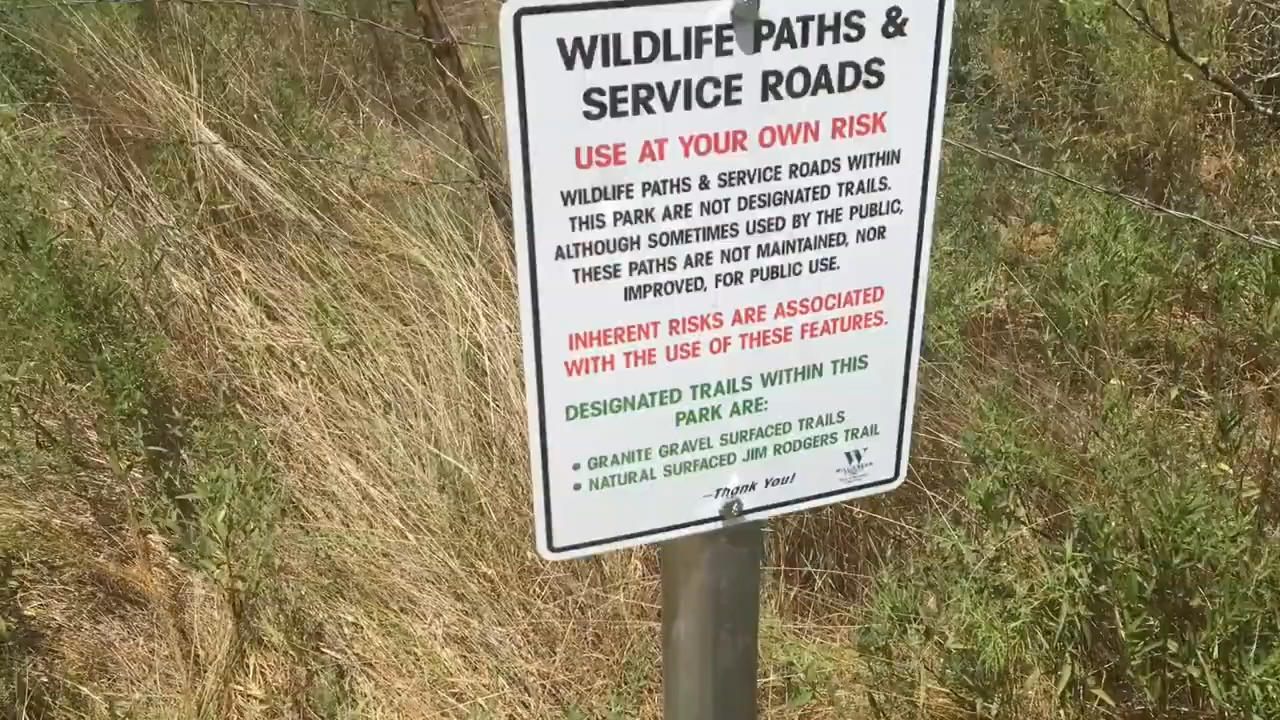 WILDLIFE PATHS &
SERVICE ROADS
USE AT YOUR OWN RISK
WILDLIFE PATHS & SERVICE ROADS WITHIN
THIS PARK ARE NOT DESIGNATED TRAILS.
ALTHOUGH SOMETIMES USED BY THE PUBLIC,
THESE PATHS ARE NOT MAINTAINED, NOR
IMPROVED, FOR PUBLIC USE.
INHERENT RISKS ARE ASSOCIATED
WITH THE USE OF THESE FEATURES.
DESIGNATED TRAILS WITHIN THIS
PARK ARE:
• GRANITE GRAVEL SURFACED TRAILS
• NATURAL SURFACED JIM RODGERS TRAIL
–Thank You!
W